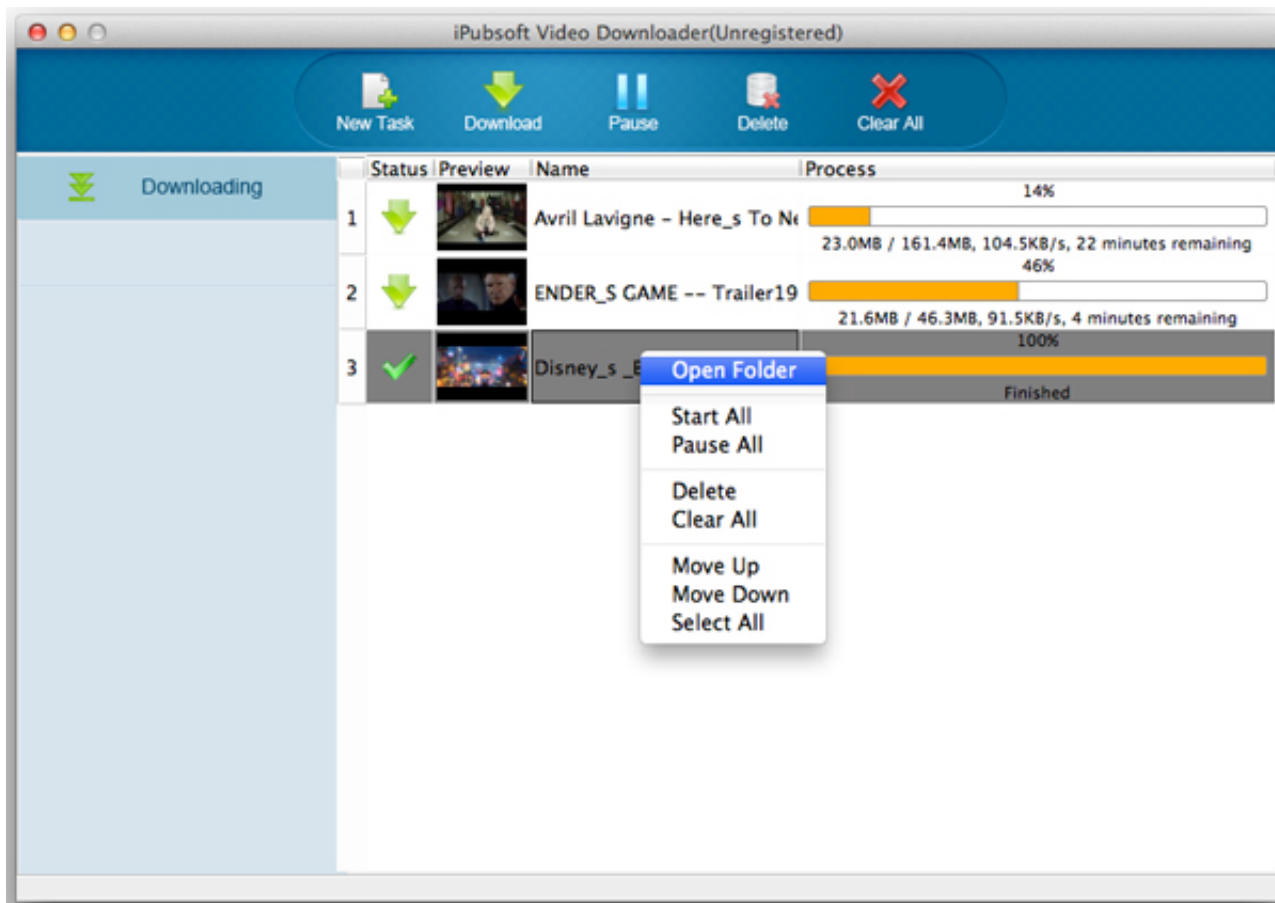 iPubsoft Video Downloader(Unregistered)
New Task Download Pause Delete Clear All
Downloading
Status Preview Name Process
1 Avril Lavigne - Here_s To Ne 14%
23.0MB / 161.4MB, 104.5KB/s, 22 minutes remaining
2 ENDER_S GAME -- Trailer19 46%
21.6MB / 46.3MB, 91.5KB/s, 4 minutes remaining
3 Disney_s _E 100%
Finished
Open Folder
Start All
Pause All
Delete
Clear All
Move Up
Move Down
Select All